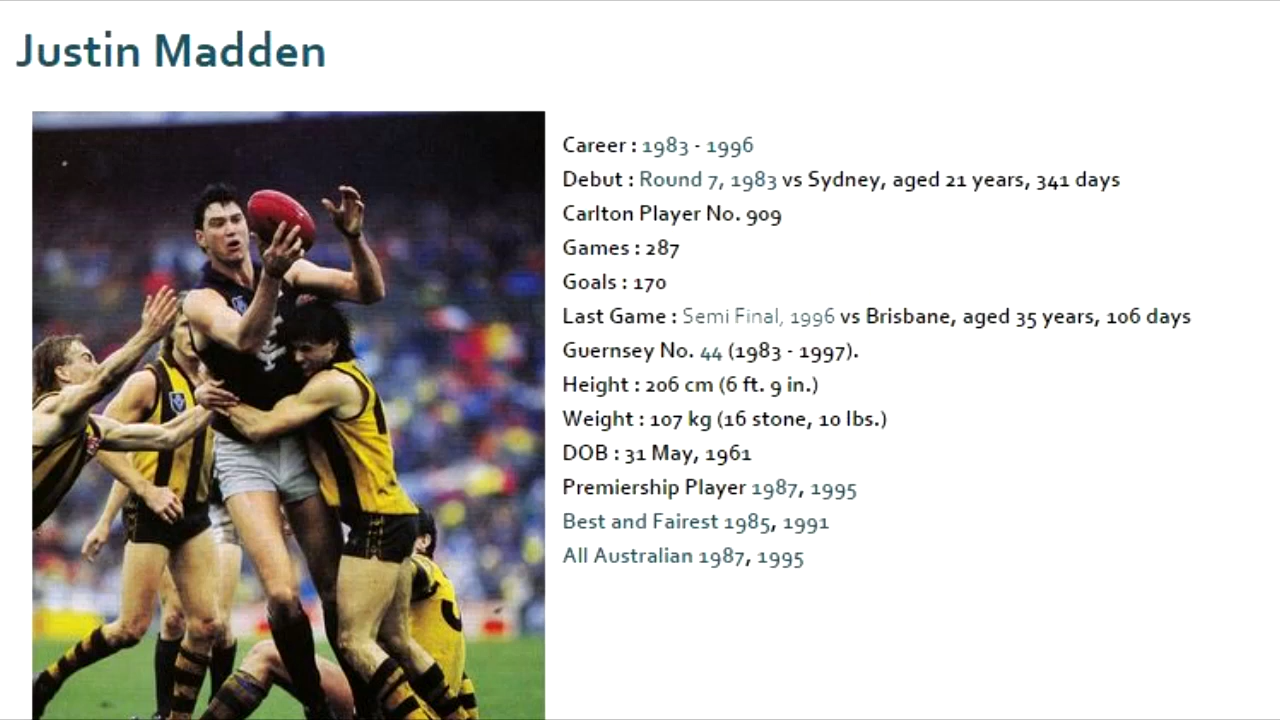 Justin Madden
Career : 1983 - 1996
Debut : Round 7, 1983 vs Sydney, aged 21 years, 341 days
Carlton Player No. 909
Games : 287
Goals : 170
Last Game : Semi Final, 1996 vs Brisbane, aged 35 years, 106 days
Guernsey No. 44 (1983 - 1997).
Height : 206 cm (6 ft. 9 in.)
Weight : 107 kg (16 stone, 10 lbs.)
DOB : 31 May, 1961
Premiership Player 1987, 1995
Best and Fairest 1985, 1991
All Australian 1987, 1995